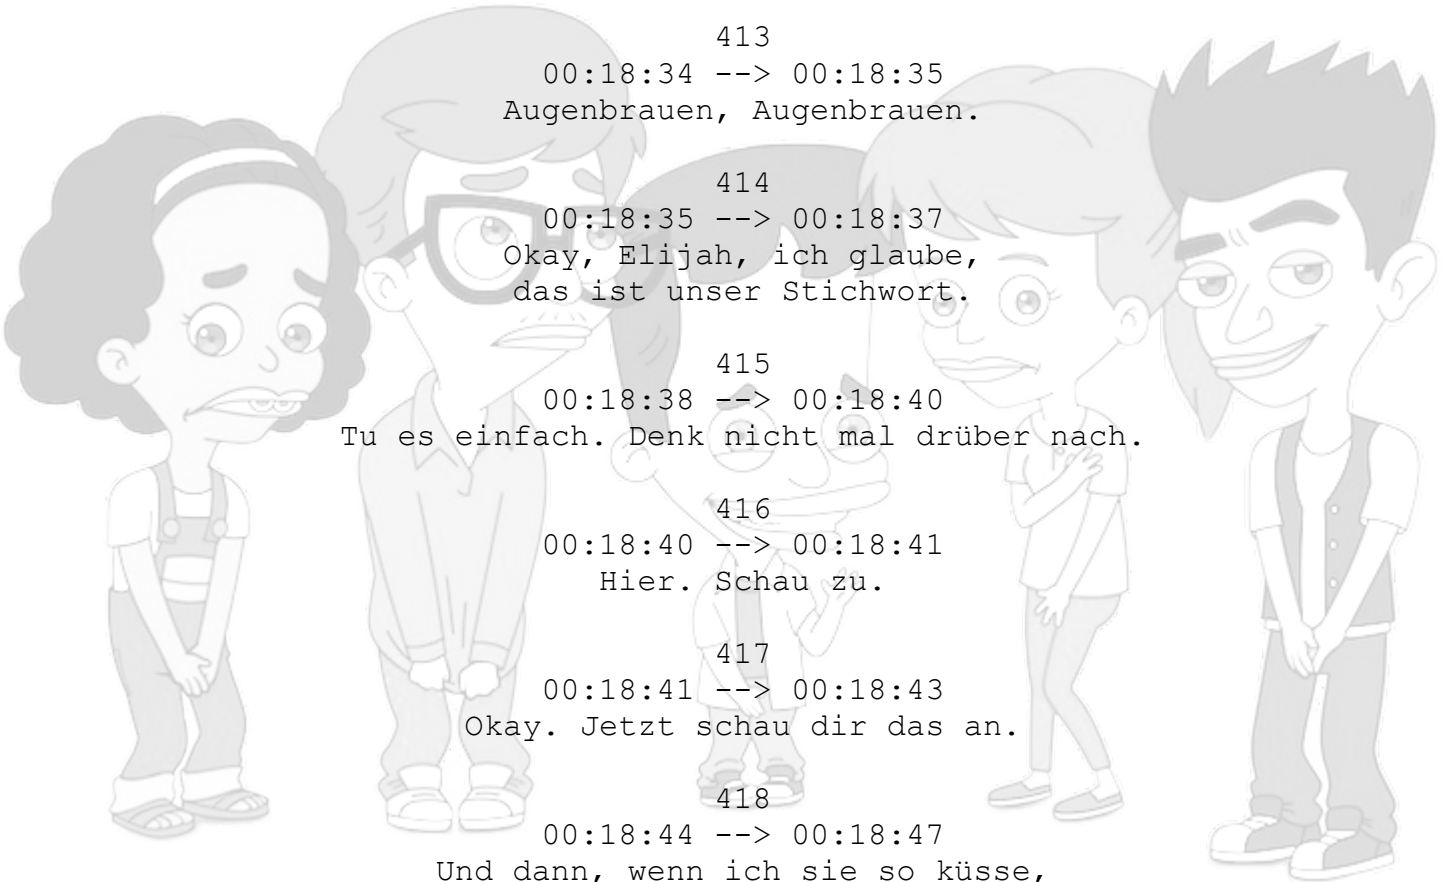 413
00:18:34 --> 00:18:35
Augenbrauen, Augenbrauen.
414
00:18:35 --> 00:18:37
Okay, Elijah, ich glaube,
das ist unser Stichwort.
415
00:18:38 --> 00:18:40
Tu es einfach. Denk nicht mal drüber nach.
416
00:18:40 --> 00:18:41
Hier. Schau zu.
417
00:18:41 --> 00:18:43
Okay. Jetzt schau dir das an.
418
00:18:44 --> 00:18:47
Und dann, wenn ich sie so küsse,